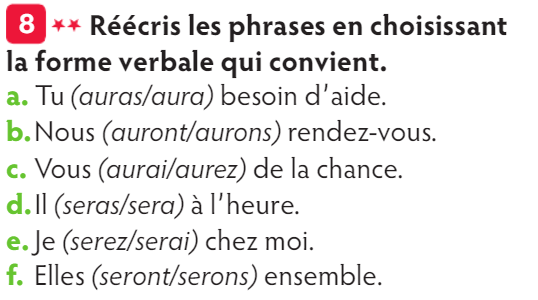 8 ★★ Réécris les phrases en choisissant
la forme verbale qui convient.
a. Tu (auras/aura) besoin d'aide.
b. Nous (auront/aurons) rendez-vous.
c. Vous (aurai/aurez) de la chance.
d. Il (seras/sera) à l'heure.
e. Je (serez/serai) chez moi.
f. Elles (seront/serons) ensemble.